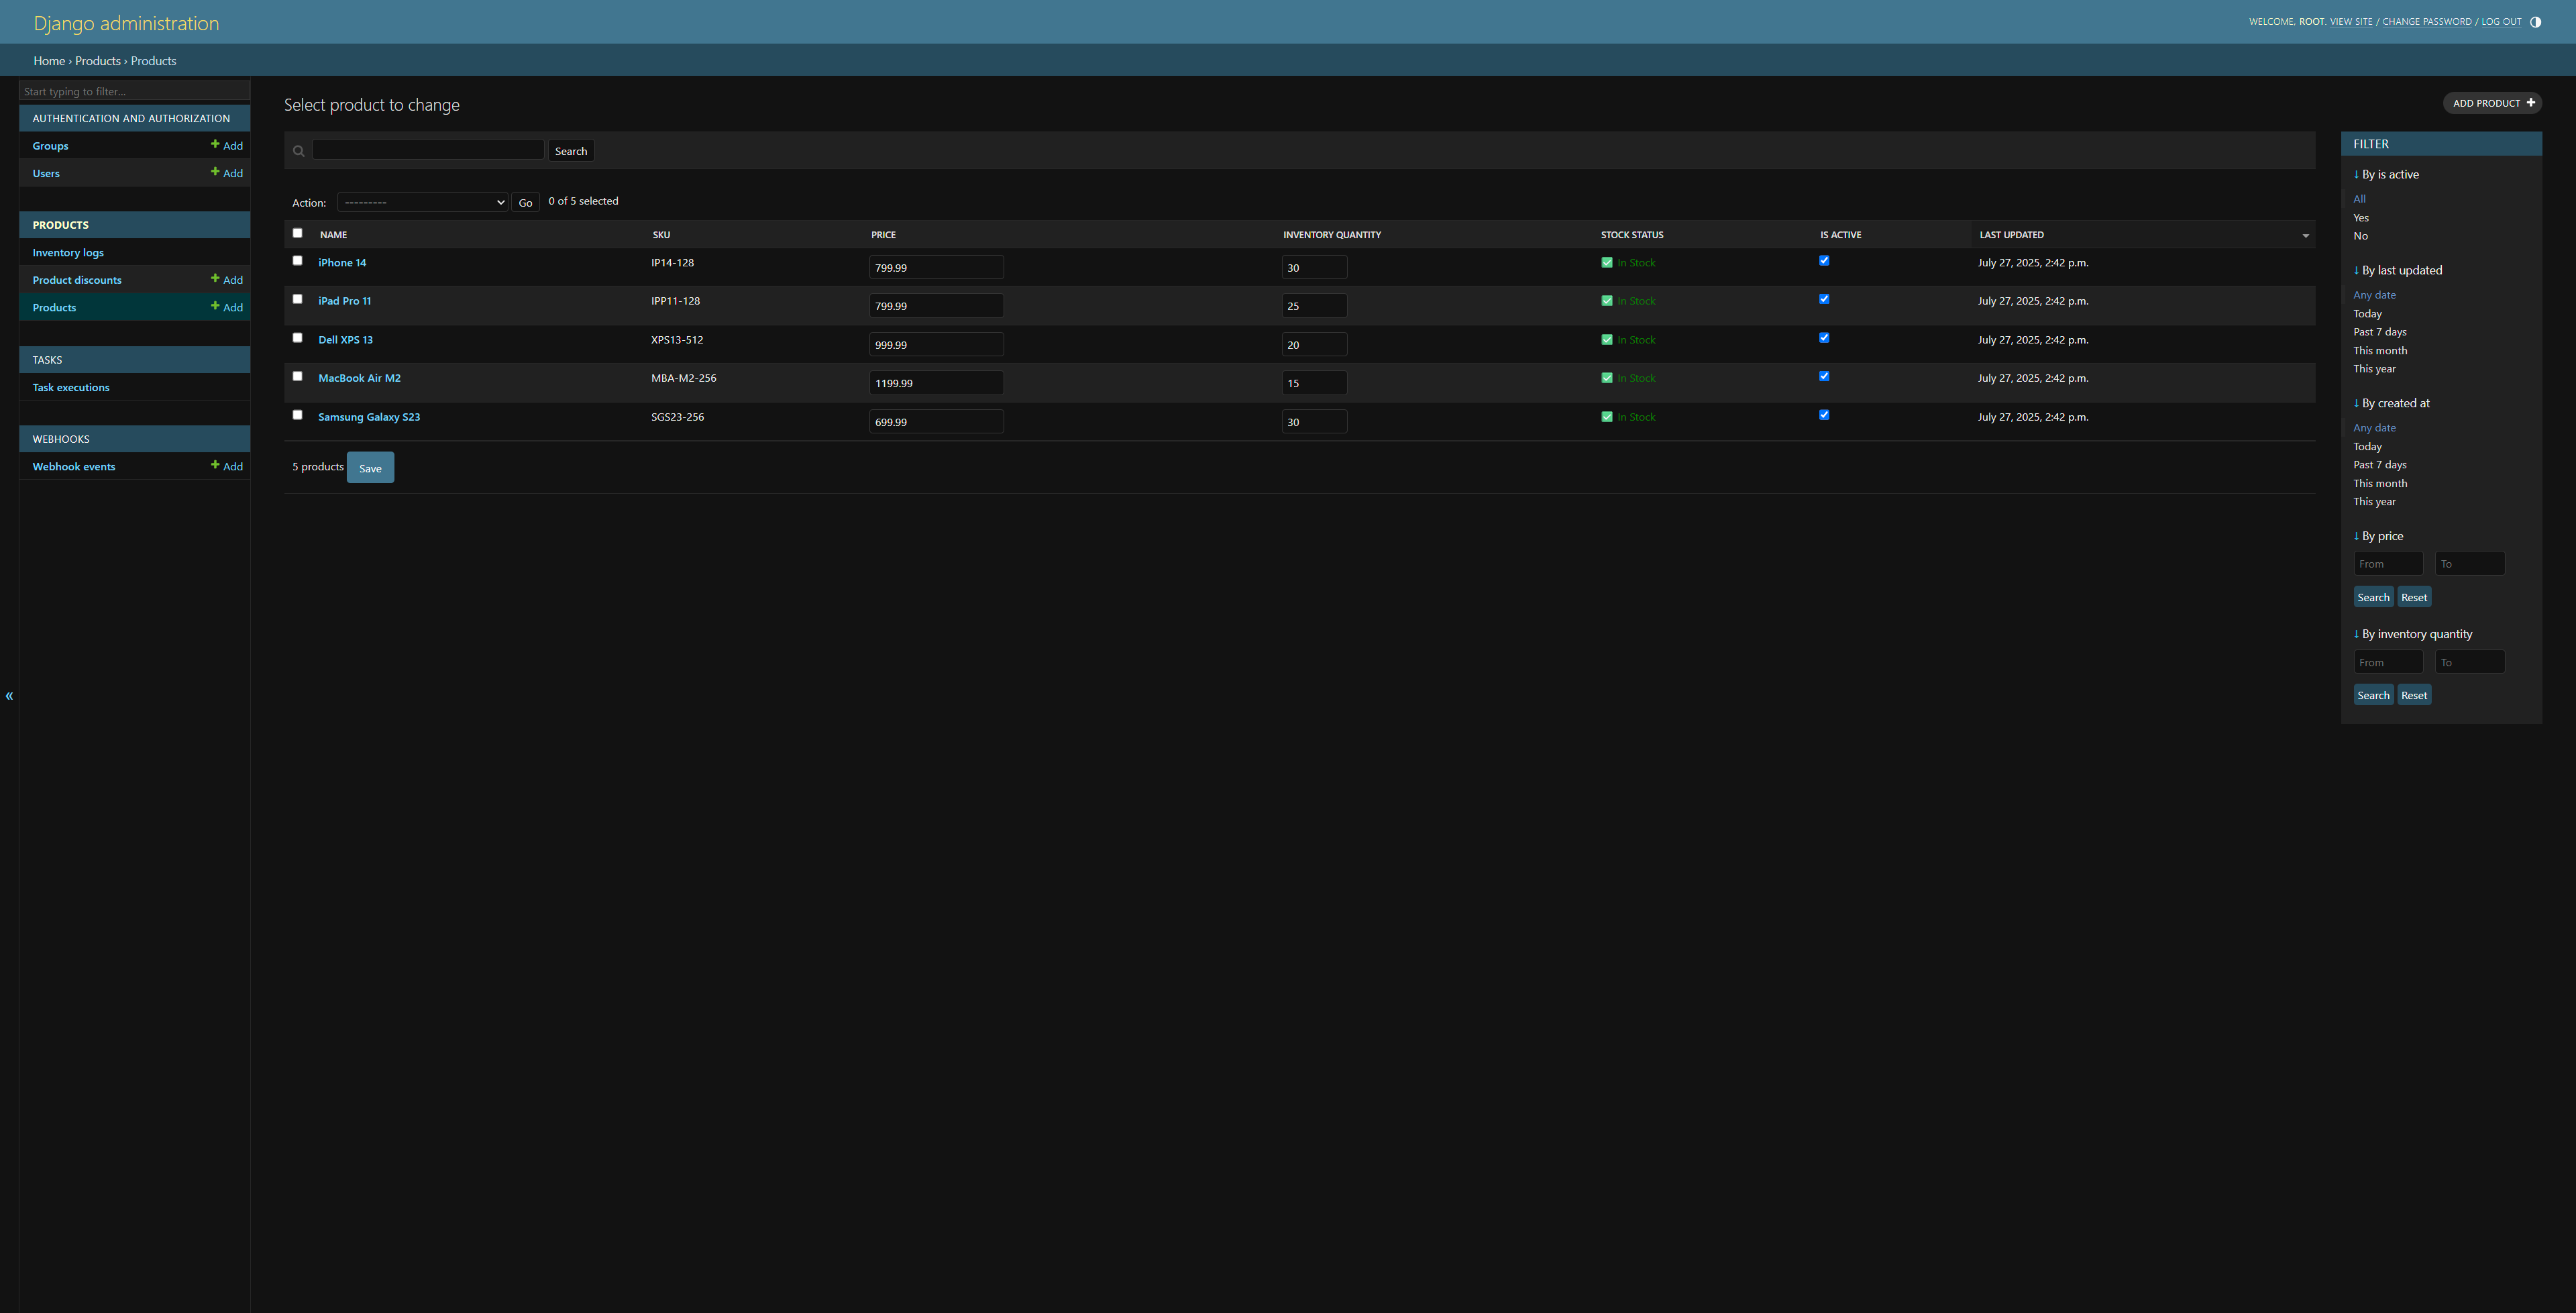 Django administration
WELCOME, ROOT. VIEW SITE / CHANGE PASSWORD / LOG OUT
Home › Products › Products
Start typing to filter...
AUTHENTICATION AND AUTHORIZATION
Groups + Add
Users + Add
PRODUCTS
Inventory logs
Product discounts + Add
Products + Add
TASKS
Task executions
WEBHOOKS
Webhook events + Add
«
Select product to change
ADD PRODUCT +
Search
Action: --------- Go 0 of 5 selected
NAME SKU PRICE INVENTORY QUANTITY STOCK STATUS IS ACTIVE LAST UPDATED
iPhone 14 IP14-128 799.99 30 ✅ In Stock July 27, 2025, 2:42 p.m.
iPad Pro 11 IPP11-128 799.99 25 ✅ In Stock July 27, 2025, 2:42 p.m.
Dell XPS 13 XPS13-512 999.99 20 ✅ In Stock July 27, 2025, 2:42 p.m.
MacBook Air M2 MBA-M2-256 1199.99 15 ✅ In Stock July 27, 2025, 2:42 p.m.
Samsung Galaxy S23 SGS23-256 699.99 30 ✅ In Stock July 27, 2025, 2:42 p.m.
5 products Save
FILTER
↓ By is active
All
Yes
No
↓ By last updated
Any date
Today
Past 7 days
This month
This year
↓ By created at
Any date
Today
Past 7 days
This month
This year
↓ By price
From To
Search Reset
↓ By inventory quantity
From To
Search Reset